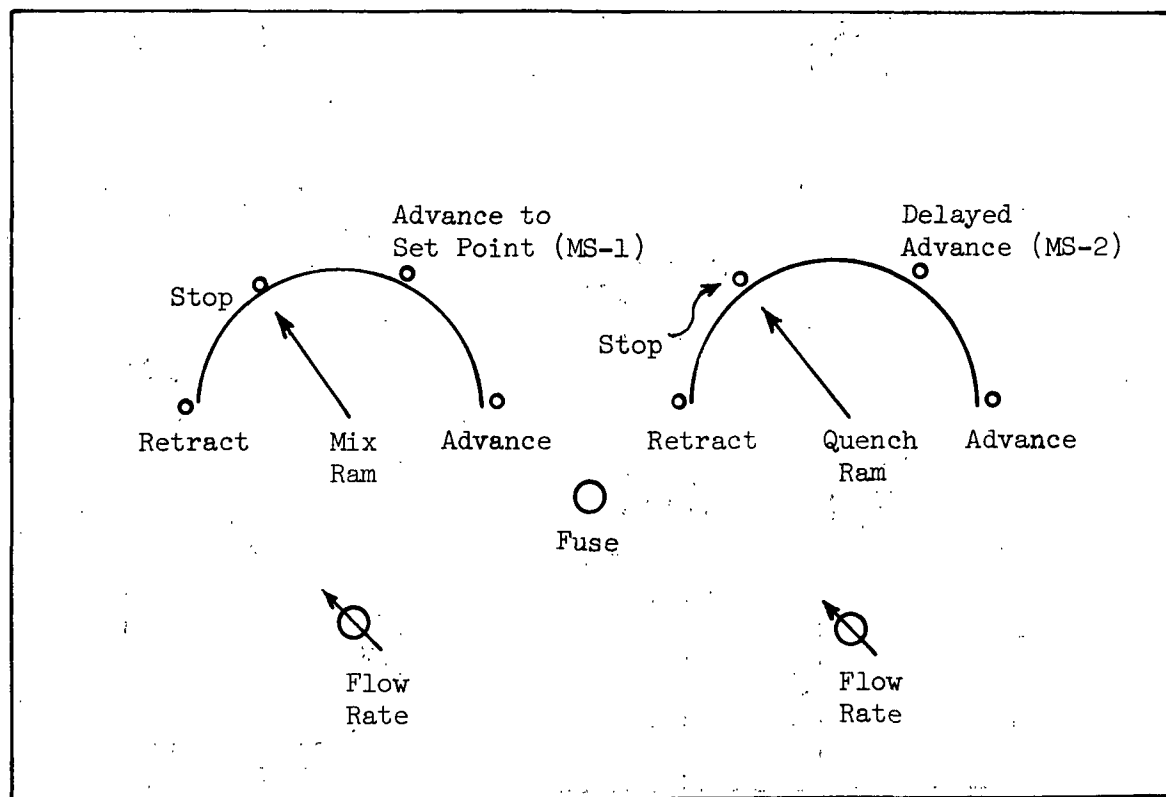 Advance to
Set Point (MS-1)
Delayed
Advance (MS-2)
Stop
Stop
Retract
Mix
Ram
Advance
Retract
Quench
Ram
Advance
Fuse
Flow
Rate
Flow
Rate